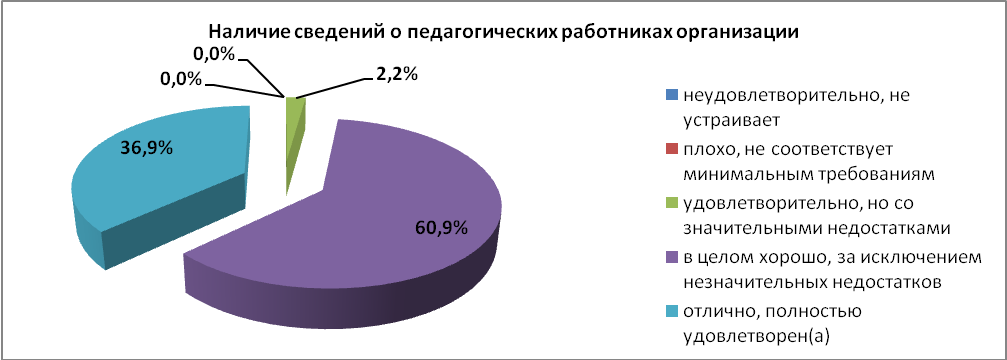 Наличие сведений о педагогических работниках организации
0,0%
0,0%
2,2%
36,9%
60,9%
неудовлетворительно, не
устраивает
плохо, не соответствует
минимальным требованиям
удовлетворительно, но со
значительными недостатками
в целом хорошо, за исключением
незначительных недостатков
отлично, полностью
удовлетворен(а)